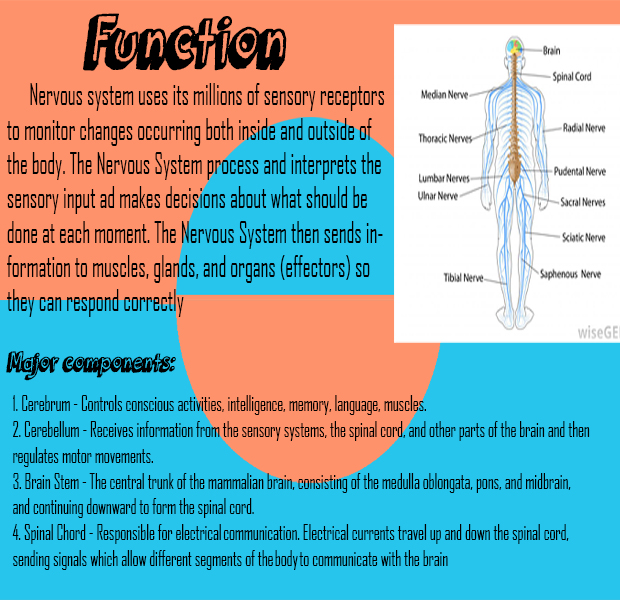 Function
Nervous system uses its millions of sensory receptors
to monitor changes occurring both inside and outside of
the body. The Nervous System process and interprets the
sensory input ad makes decisions about what should be
done at each moment. The Nervous System then sends in-
formation to muscles, glands, and organs (effectors) so
they can respond correctly
Brain
Spinal Cord
Median Nerve
Radial Nerve
Thoracic Nerves
Pudental Nerve
Lumbar Nerves
Ulnar Nerve
Sacral Nerves
Sciatic Nerve
Saphenous Nerve
Tibial Nerve
wiseGE
Major components:
1. Cerebrum - Controls conscious activities, intelligence, memory, language, muscles.
2. Cerebellum - Receives information from the sensory systems, the spinal cord, and other parts of the brain and then
regulates motor movements.
3. Brain Stem - The central trunk of the mammalian brain, consisting of the medulla oblongata, pons, and midbrain,
and continuing downward to form the spinal cord.
4. Spinal Chord - Responsible for electrical communication. Electrical currents travel up and down the spinal cord,
sending signals which allow different segments of the body to communicate with the brain